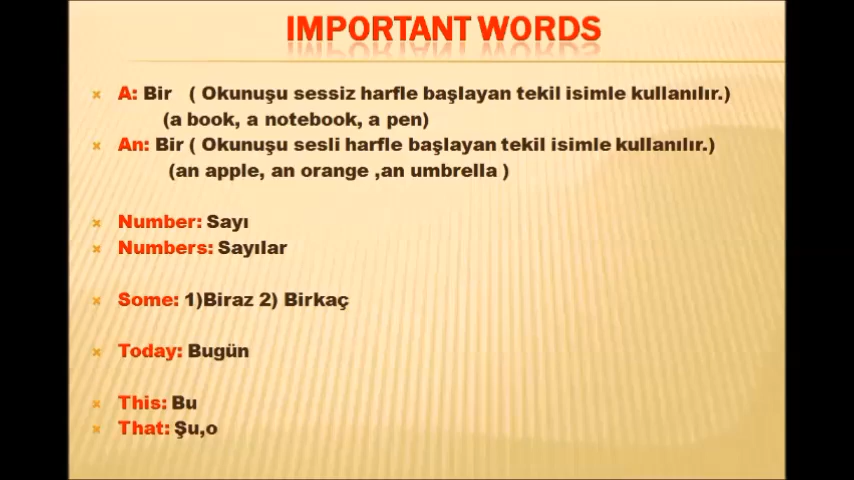 IMPORTANT WORDS
A: Bir ( Okunuşu sessiz harfle başlayan tekil isimle kullanılır.)
(a book, a notebook, a pen)
An: Bir ( Okunuşu sesli harfle başlayan tekil isimle kullanılır.)
(an apple, an orange ,an umbrella )
Number: Sayı
Numbers: Sayılar
Some: 1)Biraz 2) Birkaç
Today: Bugün
This: Bu
That: Şu,o